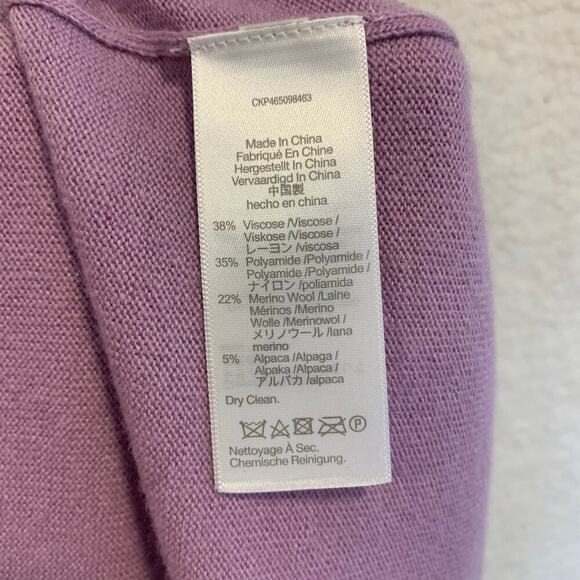 CKP465098463
Made In China
Fabriqué En Chine
Hergestellt In China
Vervaardigd In China
中国製
hecho en china
38% Viscose /Viscose /
Viskose /Viscose /
レーヨン /viscosa
35% Polyamide /Polyamide /
Polyamide /Polyamide /
ナイロン /poliamida
22% Merino Wool /Laine
Mérinos /Merino
Wolle /Merinowol /
メリノウール /lana
merino
5% Alpaca /Alpaga /
Alpaka /Alpaca /
アルパカ /alpaca
Dry Clean.
P
Nettoyage À Sec.
Chemische Reinigung.